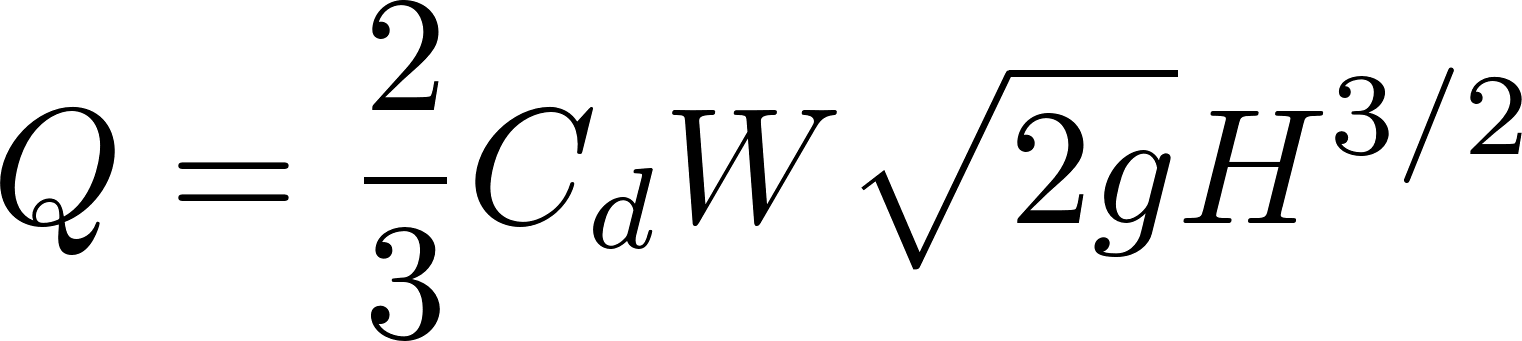 Q = \frac{2}{3} C_d W \sqrt{2g} H^{3/2}